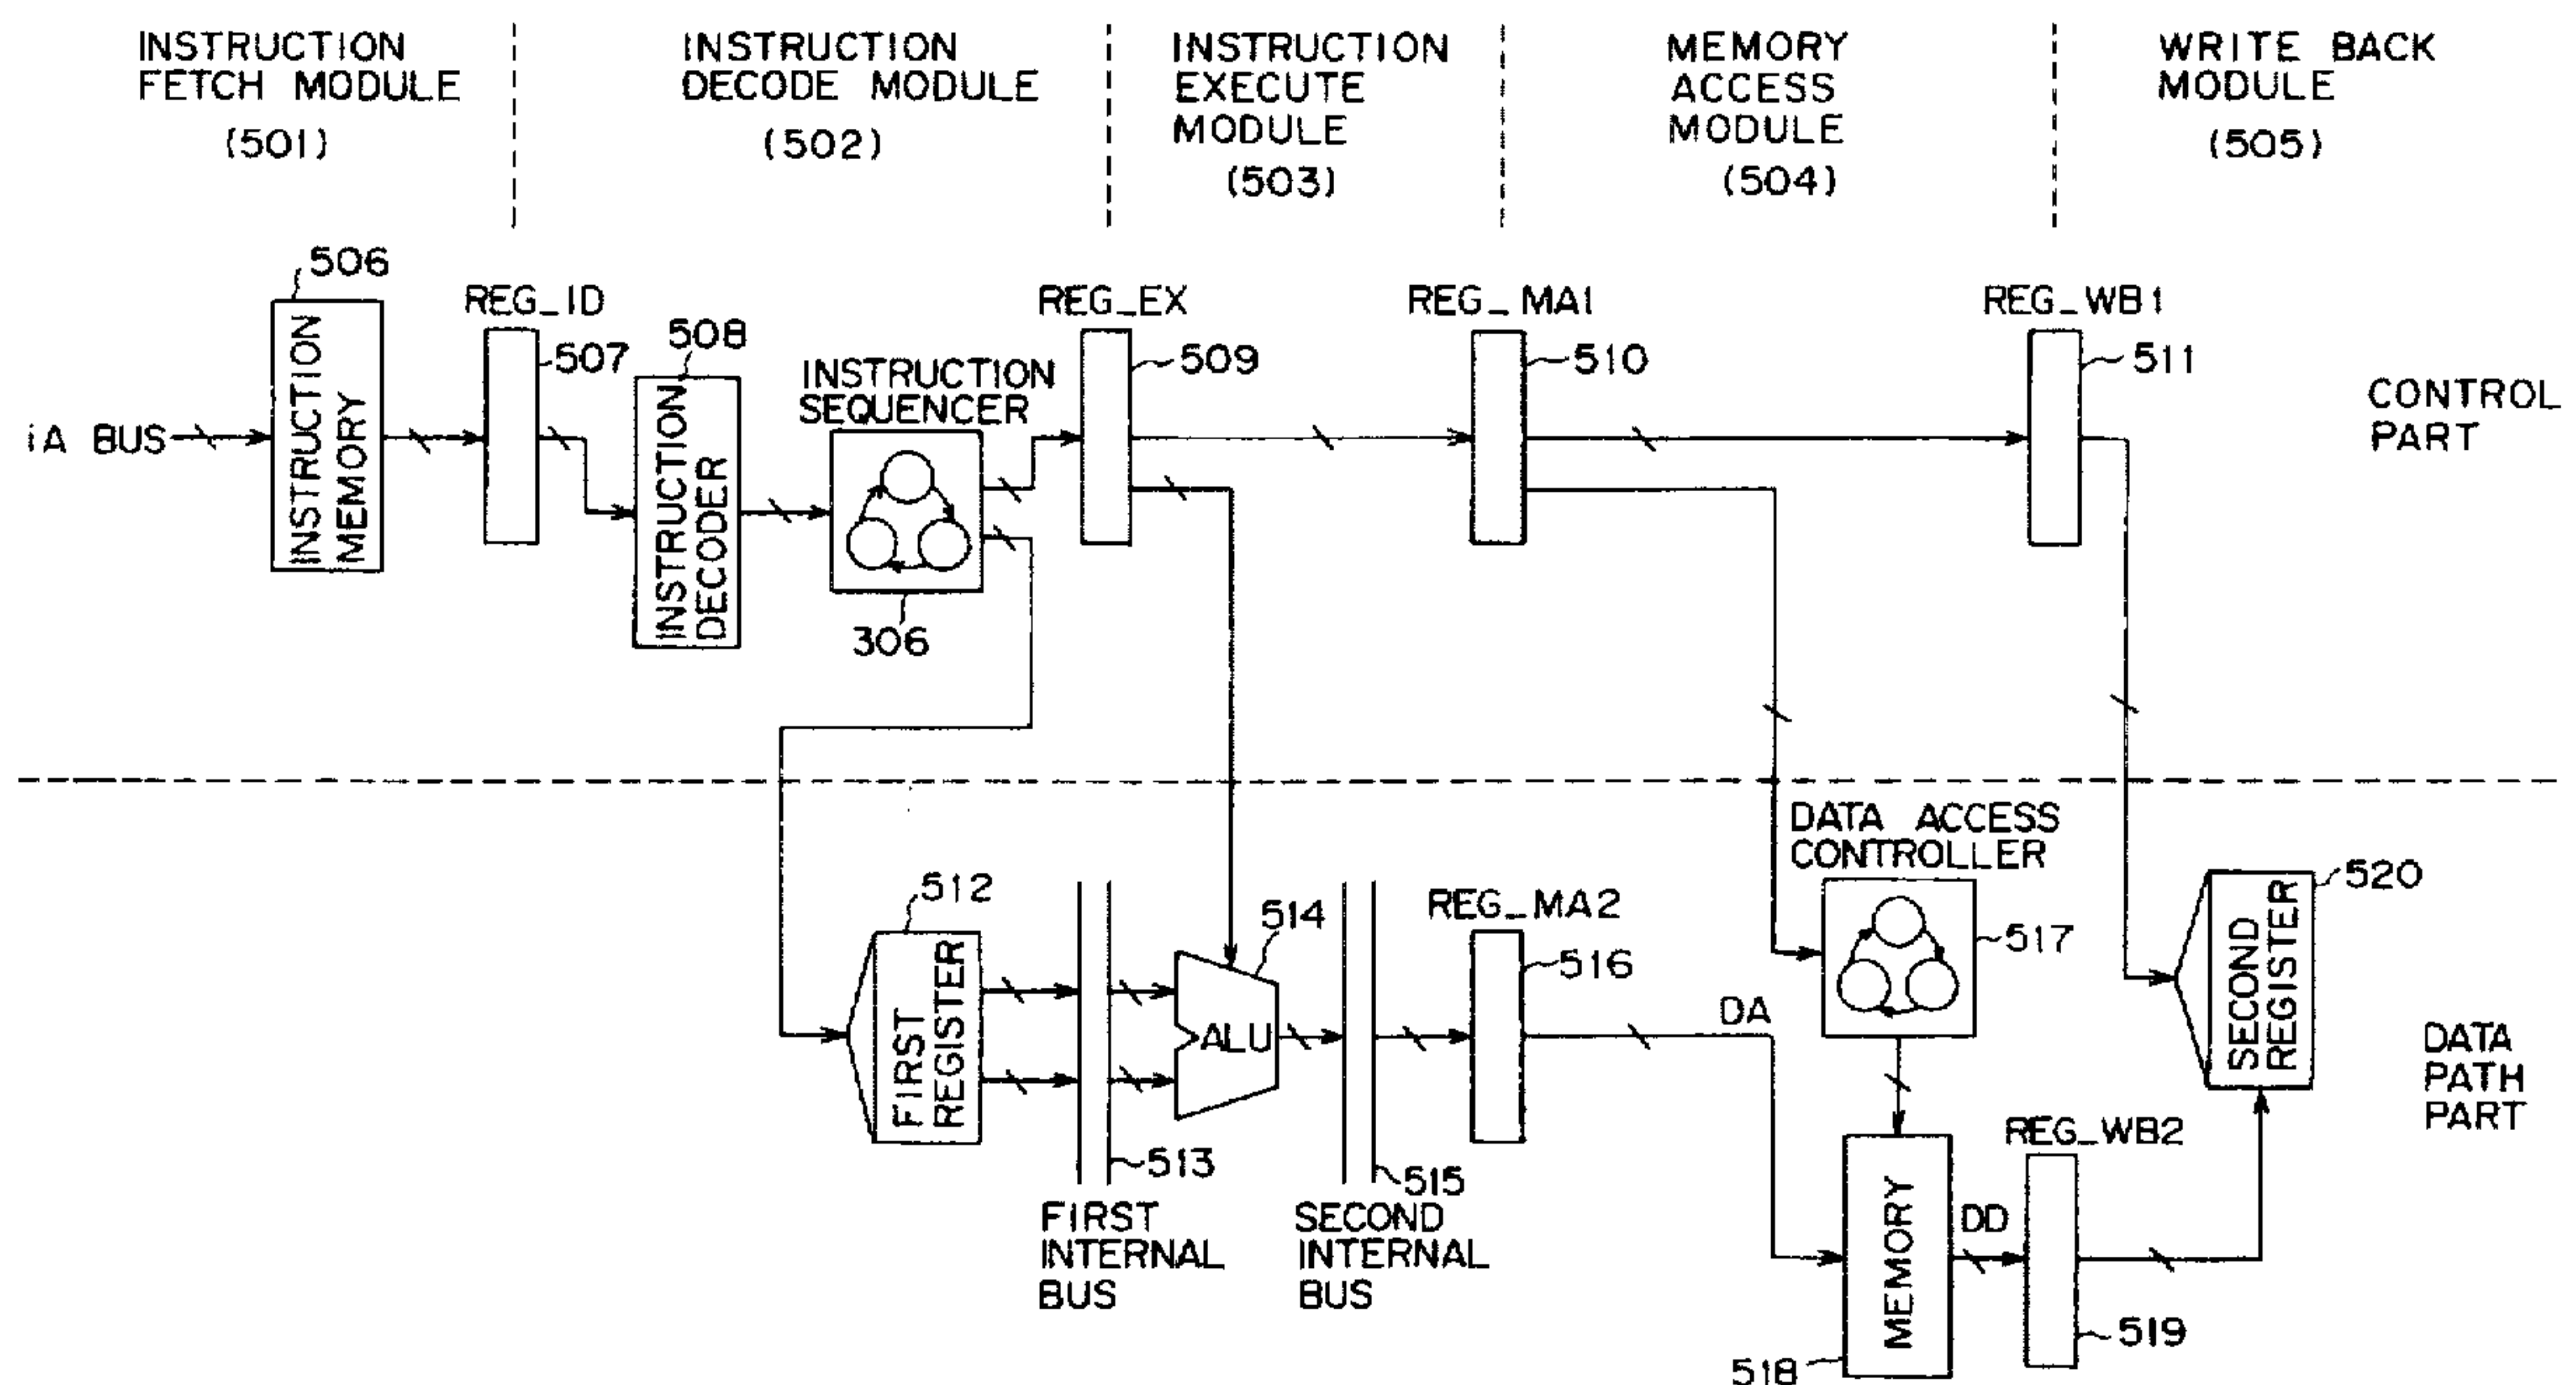 INSTRUCTION
FETCH MODULE
(501)
INSTRUCTION
DECODE MODULE
(502)
INSTRUCTION
EXECUTE
MODULE
(503)
MEMORY
ACCESS
MODULE
(504)
WRITE BACK
MODULE
(505)
506
INSTRUCTION
MEMORY
iA BUS
REG_ID
507
508
INSTRUCTION
DECODER
INSTRUCTION
SEQUENCER
306
REG_EX
509
REG_MA1
510
REG_WB1
511
CONTROL
PART
512
FIRST
REGISTER
513
FIRST
INTERNAL
BUS
514
ALU
515
SECOND
INTERNAL
BUS
REG_MA2
516
DA
DATA ACCESS
CONTROLLER
517
MEMORY
518
DD
REG_WB2
519
520
SECOND
REGISTER
DATA
PATH
PART